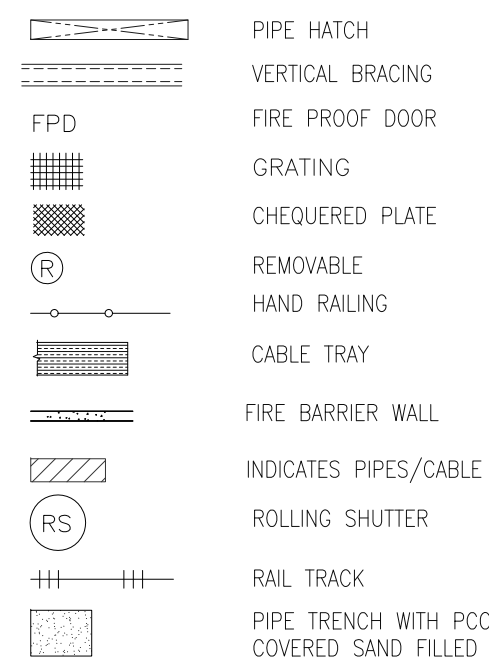 PIPE HATCH
VERTICAL BRACING
FPD FIRE PROOF DOOR
GRATING
CHEQUERED PLATE
R REMOVABLE
HAND RAILING
CABLE TRAY
FIRE BARRIER WALL
INDICATES PIPES/CABLE
RS ROLLING SHUTTER
RAIL TRACK
PIPE TRENCH WITH PCC
COVERED SAND FILLED